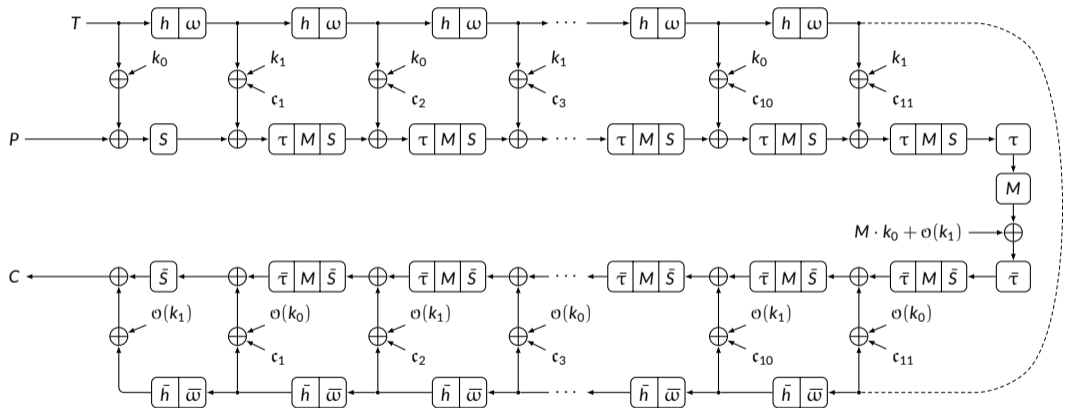 T h ω h ω h ω ··· h ω h ω
k₀ k₁ k₀ k₁ k₀ k₁
𝔠₁ 𝔠₂ 𝔠₃ 𝔠₁₀ 𝔠₁₁
P S τ M S τ M S ··· τ M S τ M S τ M S τ
M
M · k₀ + 𝔬(k₁)
C S̄ τ̄ M S̄ τ̄ M S̄ ··· τ̄ M S̄ τ̄ M S̄ τ̄ M S̄ τ̄
𝔬(k₁) 𝔬(k₀) 𝔬(k₁) 𝔬(k₀) 𝔬(k₁) 𝔬(k₀)
𝔠₁ 𝔠₂ 𝔠₃ 𝔠₁₀ 𝔠₁₁
h̄ ω̄ h̄ ω̄ h̄ ω̄ ··· h̄ ω̄ h̄ ω̄